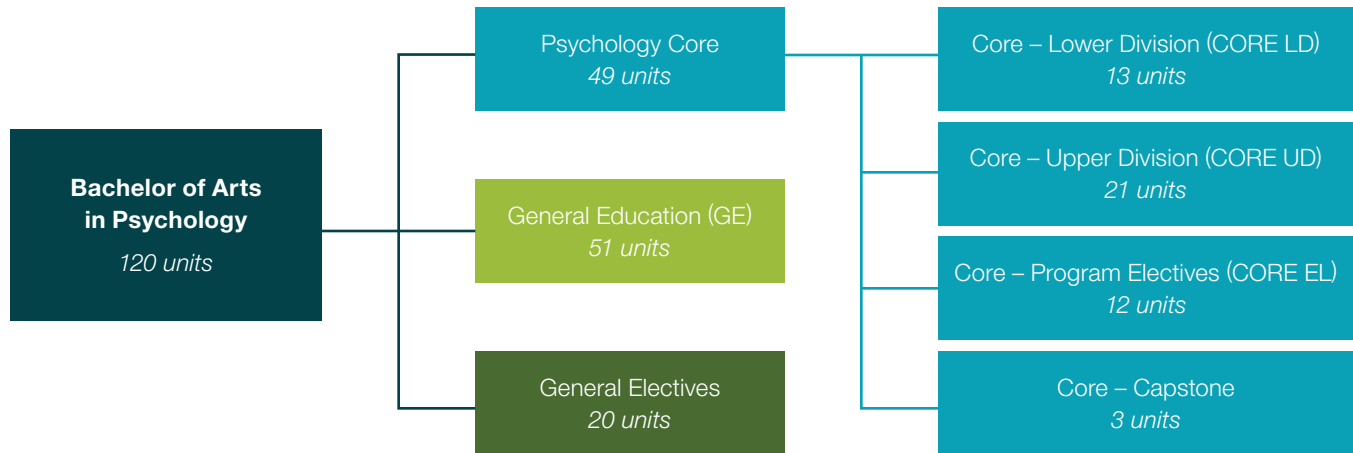 Bachelor of Arts
in Psychology
120 units
Psychology Core
49 units
General Education (GE)
51 units
General Electives
20 units
Core – Lower Division (CORE LD)
13 units
Core – Upper Division (CORE UD)
21 units
Core – Program Electives (CORE EL)
12 units
Core – Capstone
3 units